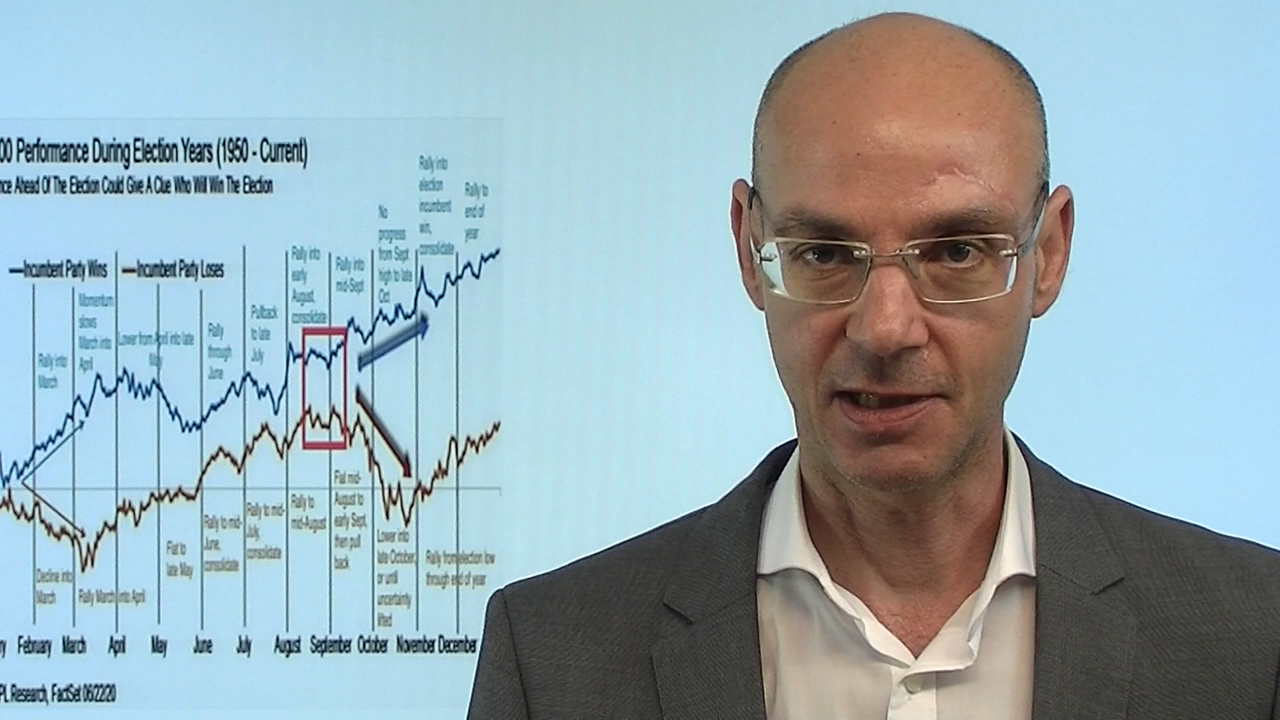 00 Performance During Election Years (1950 - Current)
nce Ahead Of The Election Could Give A Clue Who Will Win The Election
Incumbent Party Wins
Incumbent Party Loses
Rally into
March
Momentum
slows
March into
April
Lower from April into late
May
Rally
through
June
Pullback
to late
July
Rally into
early
August,
consolidate
Rally into
mid-Sept
No
progress
from Sept
high to late
Oct
Rally into
election
incumbent
win,
consolidate
Rally to
end of
year
Decline into
March
Rally March into April
Flat to
late May
Rally to mid-
June,
consolidate
Rally to mid-
July,
consolidate
Rally to
mid-August
Flat mid-
August to
early Sept,
then pull
back
Lower into
late October,
or until
uncertainty
lifted
Rally from election low
through end of year
ry February March April May June July August September October November December
PL Research, FactSet 06/22/20